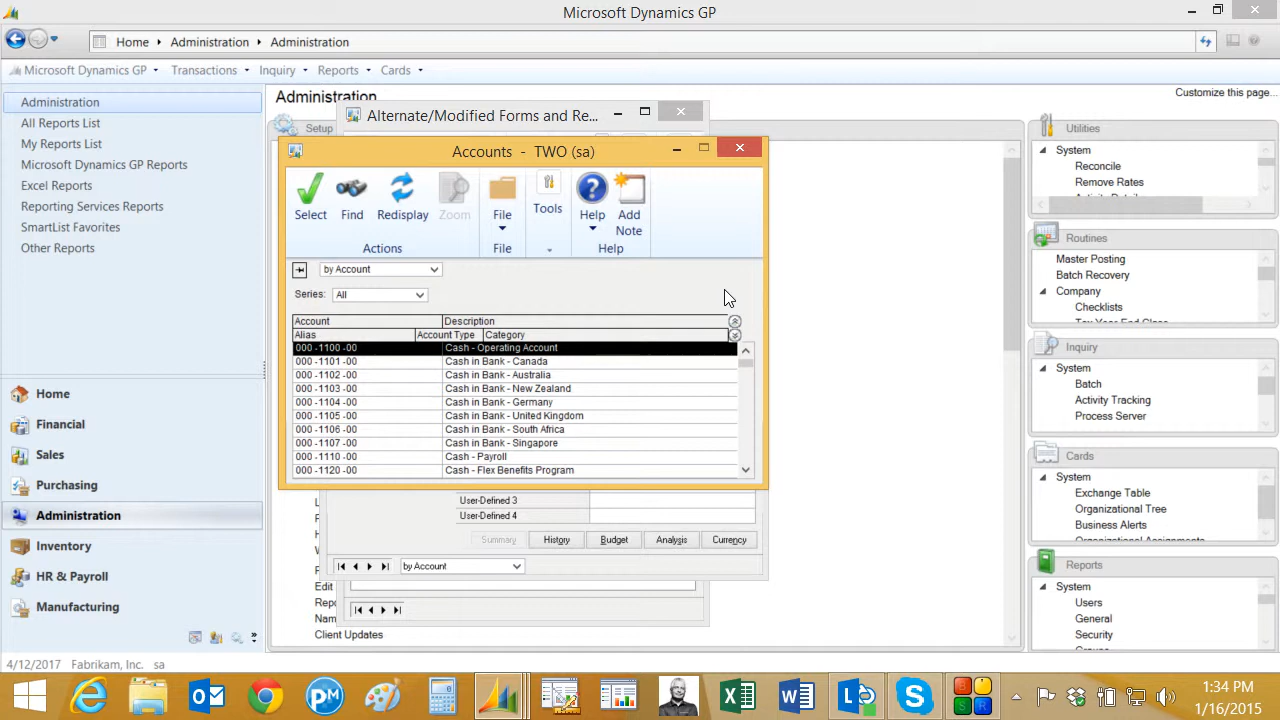 Microsoft Dynamics GP
Home Administration Administration
Microsoft Dynamics GP Transactions Inquiry Reports Cards
Administration
All Reports List
My Reports List
Microsoft Dynamics GP Reports
Excel Reports
Reporting Services Reports
SmartList Favorites
Other Reports
Home
Financial
Sales
Purchasing
Administration
Inventory
HR & Payroll
Manufacturing
Administration
Customize this page...
Setup
Alternate/Modified Forms and Re...
Accounts - TWO (sa)
Select Find Redisplay Zoom File Tools Help Add Note
Actions File Help
by Account
Series: All
Account Description
Alias Account Type Category
000 -1100 -00 Cash - Operating Account
000 -1101 -00 Cash in Bank - Canada
000 -1102 -00 Cash in Bank - Australia
000 -1103 -00 Cash in Bank - New Zealand
000 -1104 -00 Cash in Bank - Germany
000 -1105 -00 Cash in Bank - United Kingdom
000 -1106 -00 Cash in Bank - South Africa
000 -1107 -00 Cash in Bank - Singapore
000 -1110 -00 Cash - Payroll
000 -1120 -00 Cash - Flex Benefits Program
User-Defined 3
User-Defined 4
Summary History Budget Analysis Currency
by Account
Edit
Client Updates
Utilities
System
Reconcile
Remove Rates
Routines
Master Posting
Batch Recovery
Company
Checklists
Tax Year End Close
Inquiry
System
Batch
Activity Tracking
Process Server
Cards
System
Exchange Table
Organizational Tree
Business Alerts
Organizational Assignments
Reports
System
Users
General
Security
4/12/2017 Fabrikam, Inc. sa
1:34 PM
1/16/2015